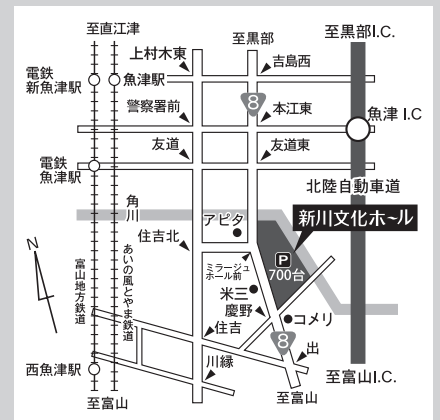 至直江津
至黒部
至黒部I.C.
上村木東
吉島西
電鉄
新魚津駅
魚津駅
8
警察署前
本江東
魚津 I.C
友道
友道東
電鉄
魚津駅
北陸自動車道
角川
アピタ
新川文化ホール
住吉北
N
ミラージュ
ホール前
P
700台
富山地方鉄道
あいの風とやま鉄道
米三
慶野
コメリ
住吉
8
出
川縁
西魚津駅
至富山
至富山
至富山I.C.